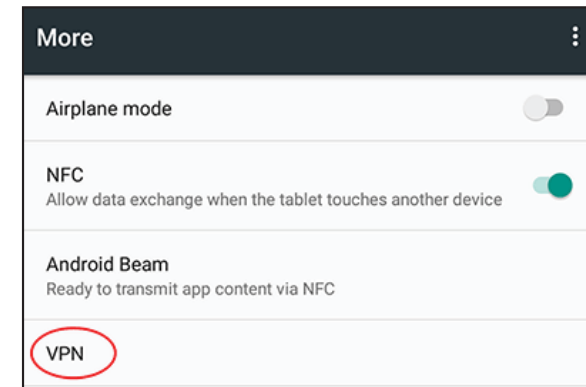 More
Airplane mode
NFC
Allow data exchange when the tablet touches another device
Android Beam
Ready to transmit app content via NFC
VPN